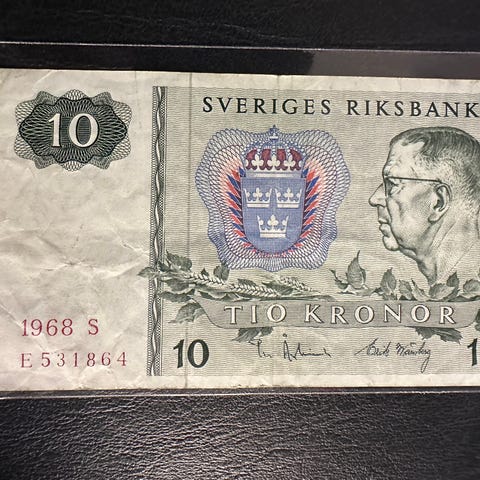 10
SVERIGES RIKSBANK
TIO KRONOR
1968 S
E 531864
10